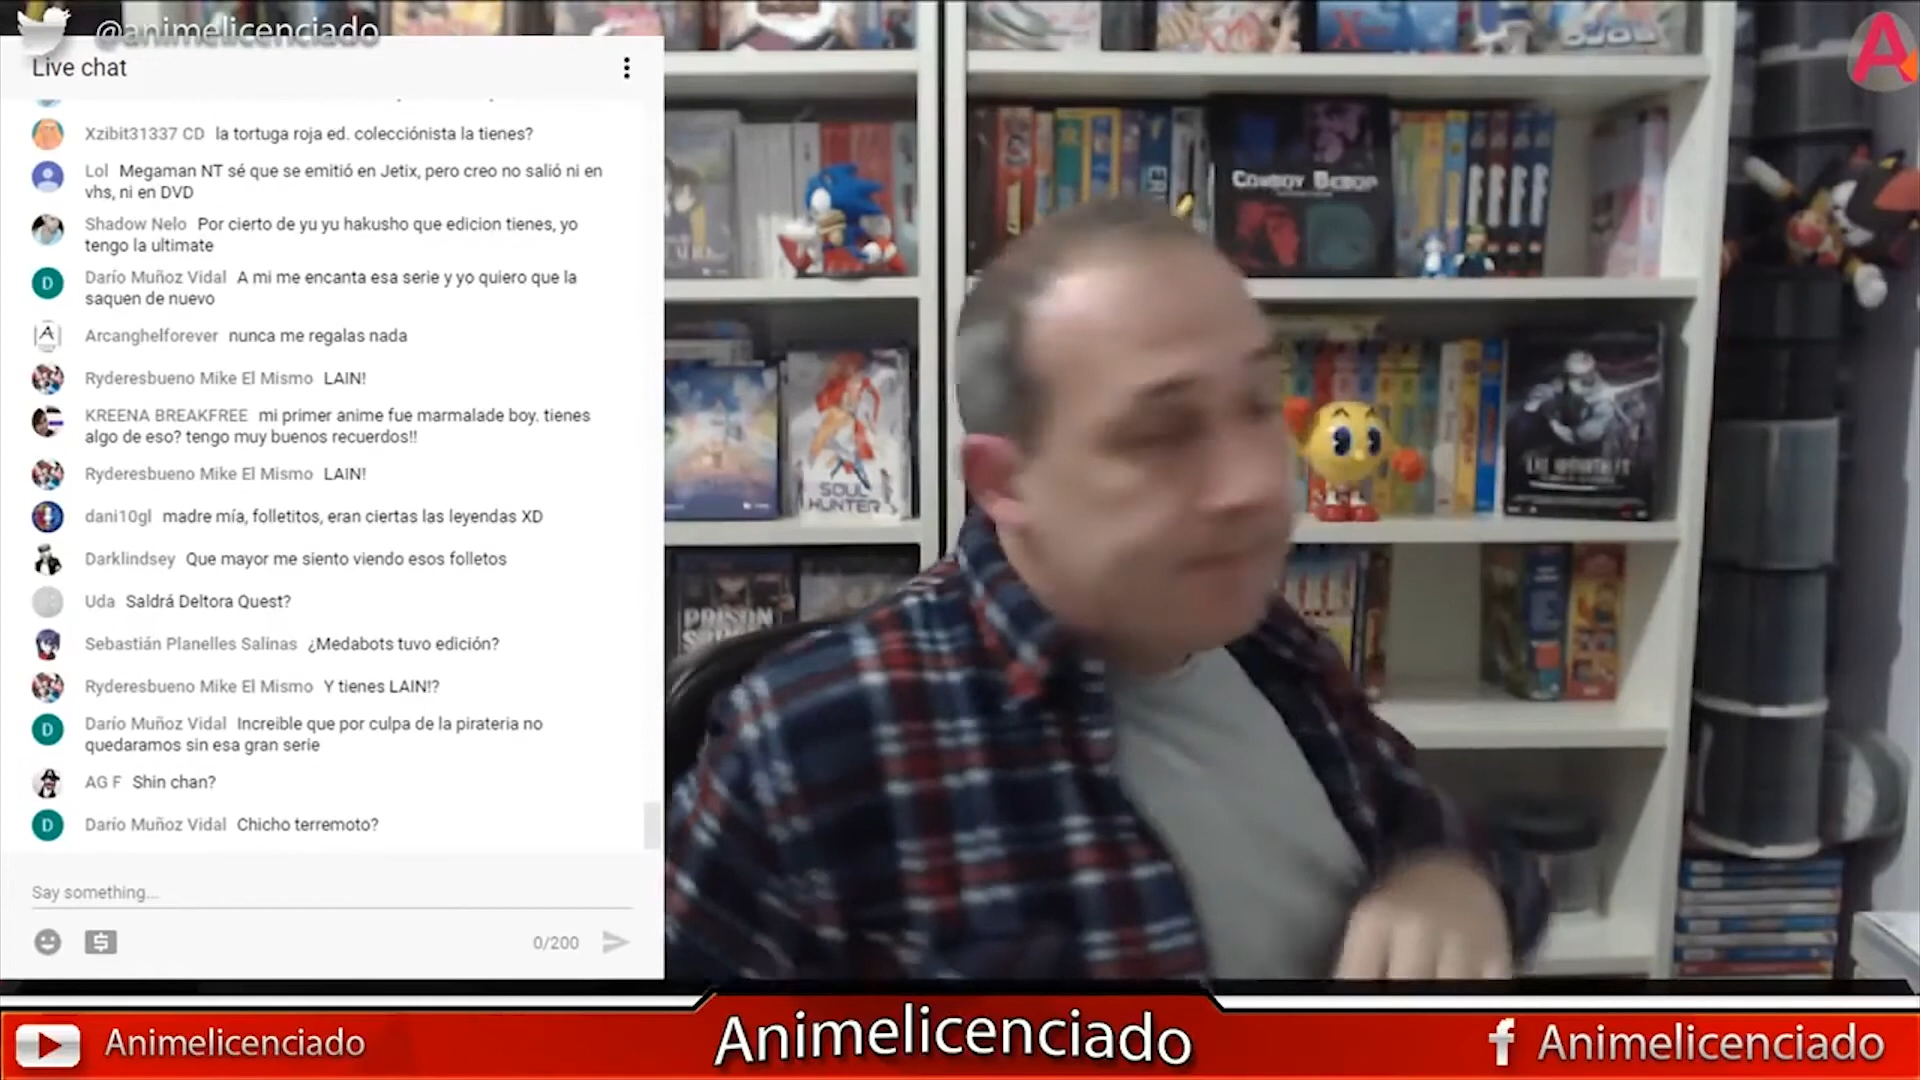 @animelicenciado
Live chat
Xzibit31337 CD la tortuga roja ed. colecciónista la tienes?
Lol Megaman NT sé que se emitió en Jetix, pero creo no salió ni en
vhs, ni en DVD
Shadow Nelo Por cierto de yu yu hakusho que edicion tienes, yo
tengo la ultimate
D Darío Muñoz Vidal A mi me encanta esa serie y yo quiero que la
saquen de nuevo
Arcanghelforever nunca me regalas nada
Ryderesbueno Mike El Mismo LAIN!
KREENA BREAKFREE mi primer anime fue marmalade boy. tienes
algo de eso? tengo muy buenos recuerdos!!
Ryderesbueno Mike El Mismo LAIN!
dani10gl madre mía, folletitos, eran ciertas las leyendas XD
Darklindsey Que mayor me siento viendo esos folletos
Uda Saldrá Deltora Quest?
Sebastián Planelles Salinas ¿Medabots tuvo edición?
Ryderesbueno Mike El Mismo Y tienes LAIN!?
D Darío Muñoz Vidal Increible que por culpa de la pirateria no
quedaramos sin esa gran serie
AG F Shin chan?
D Darío Muñoz Vidal Chicho terremoto?
Say something...
0/200
COWBOY BEBOP
SOUL
HUNTER
PRISON
A
Animelicenciado
Animelicenciado
Animelicenciado